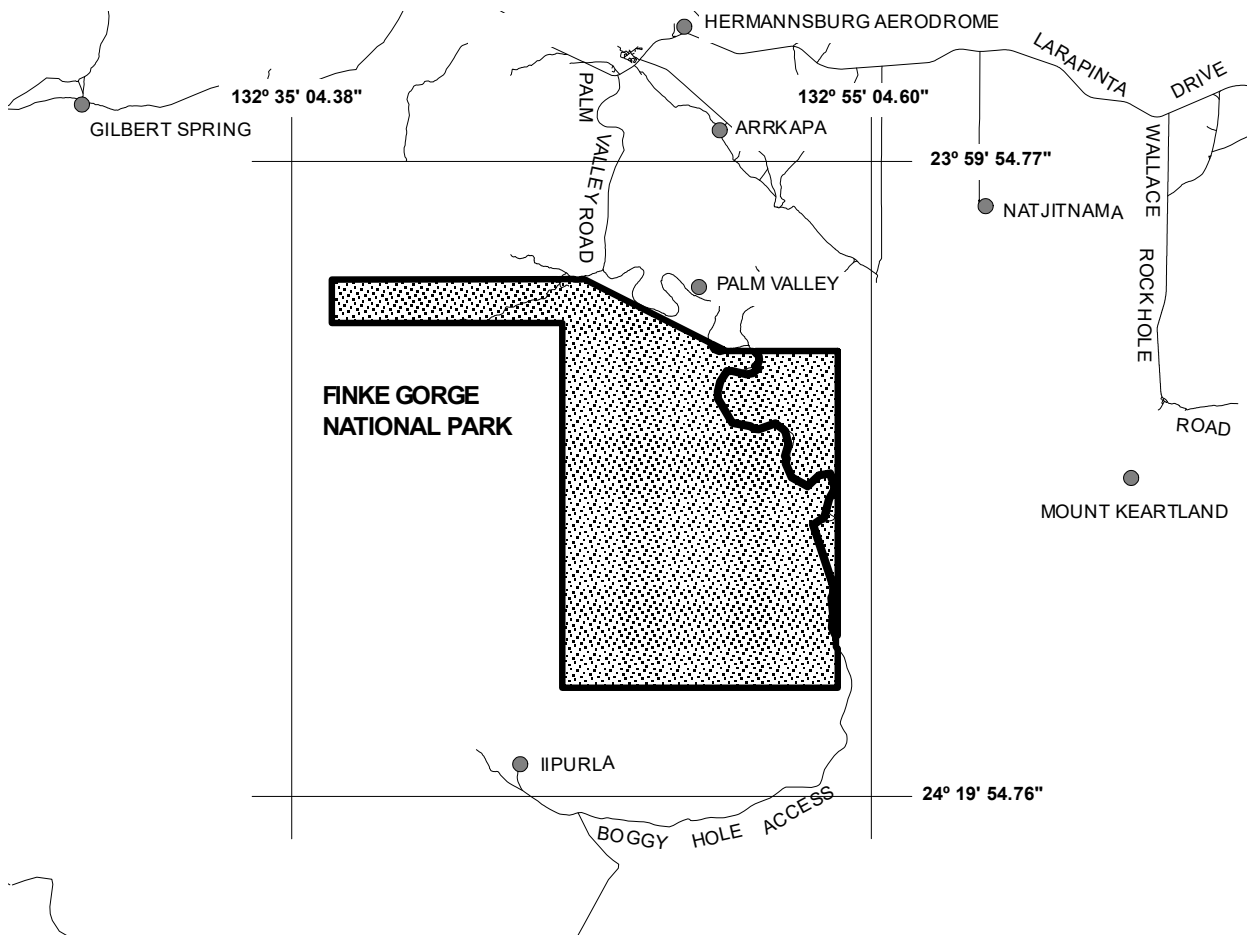 HERMANNSBURG AERODROME
LARAPINTA DRIVE
132º 35' 04.38"
132º 55' 04.60"
GILBERT SPRING
ARRKAPA
PALM VALLEY ROAD
23º 59' 54.77"
WALLACE ROCKHOLE ROAD
NATJITNAMA
PALM VALLEY
FINKE GORGE
NATIONAL PARK
MOUNT KEARTLAND
IIPURLA
24º 19' 54.76"
BOGGY HOLE ACCESS